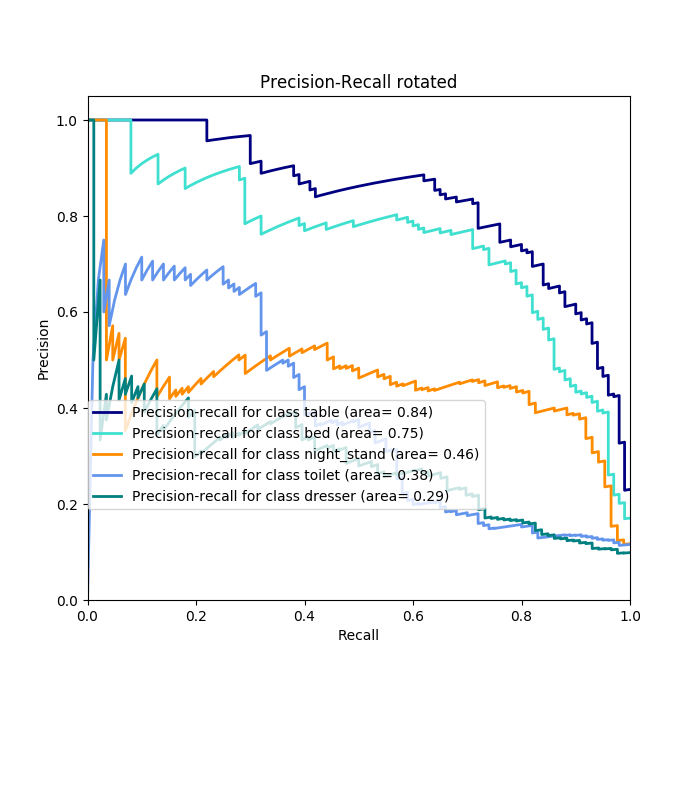 Precision-Recall rotated
Precision
1.0
0.8
0.6
0.4
0.2
0.0
Precision-recall for class table (area= 0.84)
Precision-recall for class bed (area= 0.75)
Precision-recall for class night_stand (area= 0.46)
Precision-recall for class toilet (area= 0.38)
Precision-recall for class dresser (area= 0.29)
0.0 0.2 0.4 0.6 0.8 1.0
Recall